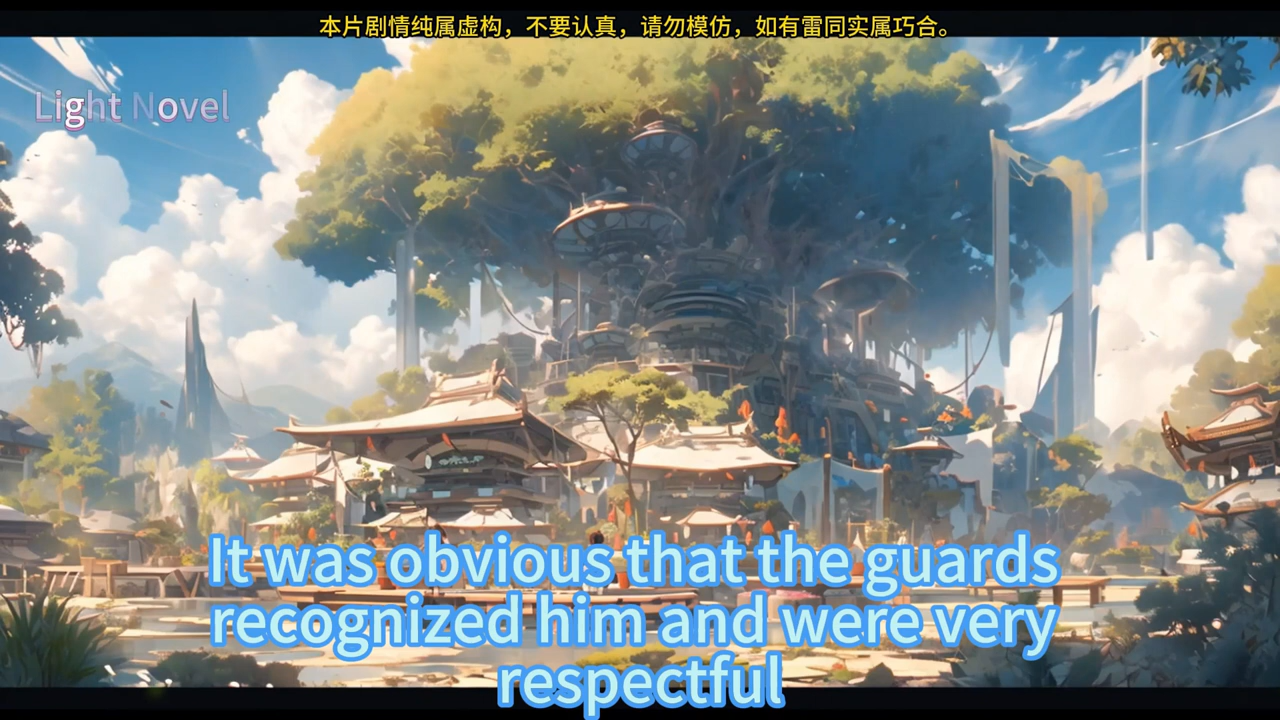 本片剧情纯属虚构，不要认真，请勿模仿，如有雷同实属巧合。
Light Novel
It was obvious that the guards
recognized him and were very
respectful